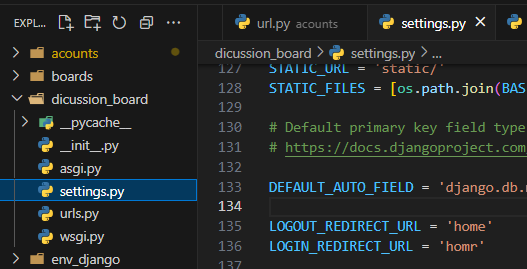 acounts
boards
dicussion_board
__pycache__
__init__.py
asgi.py
settings.py
urls.py
wsgi.py
env_django
url.py acounts
settings.py
dicussion_board > settings.py > ...
127 STATIC_URL = 'static/'
128 STATIC_FILES = [os.path.join(BAS
129
130 # Default primary key field type
131 # https://docs.djangoproject.com
132
133 DEFAULT_AUTO_FIELD = 'django.db.
134
135 LOGOUT_REDIRECT_URL = 'home'
136 LOGIN_REDIRECT_URL = 'homr'
137